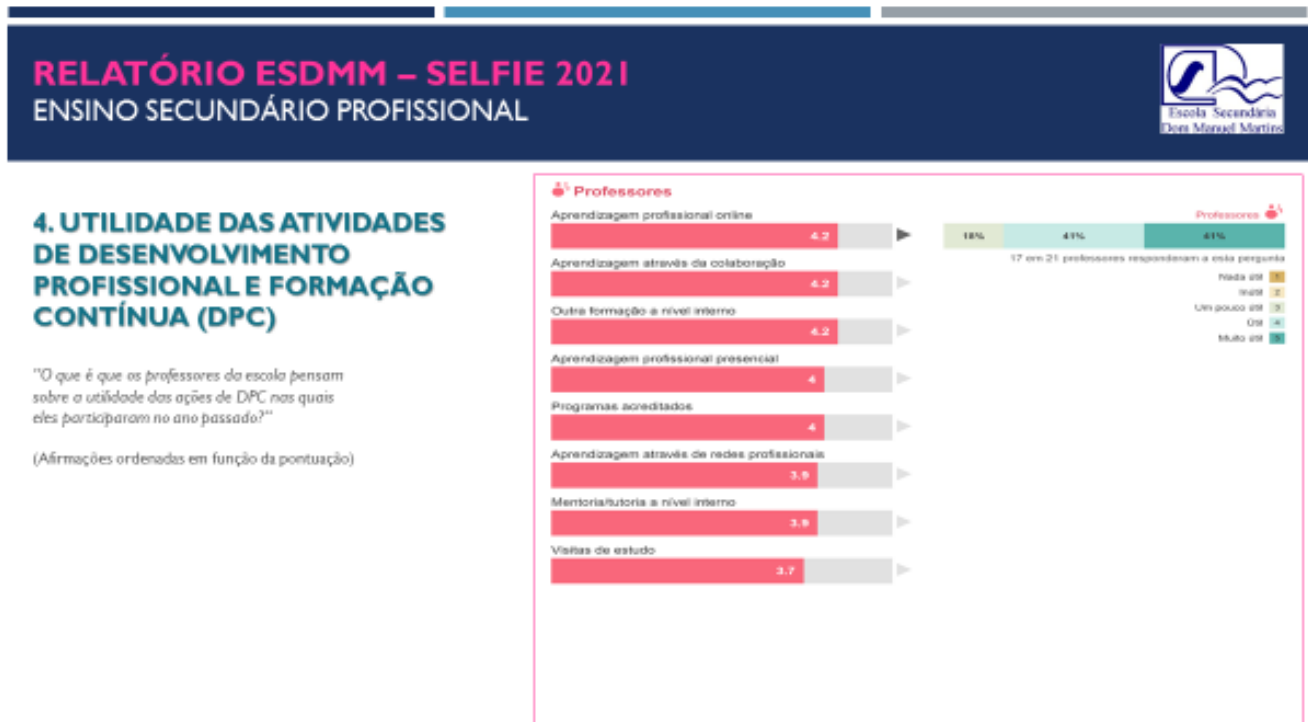 RELATÓRIO ESDMM – SELFIE 2021
ENSINO SECUNDÁRIO PROFISSIONAL
Escola Secundária
Dom Manuel Martins
4. UTILIDADE DAS ATIVIDADES
DE DESENVOLVIMENTO
PROFISSIONAL E FORMAÇÃO
CONTÍNUA (DPC)
"O que é que os professores da escola pensam
sobre a utilidade das ações de DPC nas quais
eles participaram no ano passado?"
(Afirmações ordenadas em função da pontuação)
Professores
Aprendizagem profissional online
4.2
Aprendizagem através da colaboração
4.2
Outra formação a nível interno
4.2
Aprendizagem profissional presencial
4
Programas acreditados
4
Aprendizagem através de redes profissionais
3.9
Mentoria/tutoria a nível interno
3.9
Visitas de estudo
3.7
Professores
18% 41% 41%
17 em 21 professores responderam a esta pergunta
Nada útil 1
Inútil 2
Um pouco útil 3
Útil 4
Muito útil 5